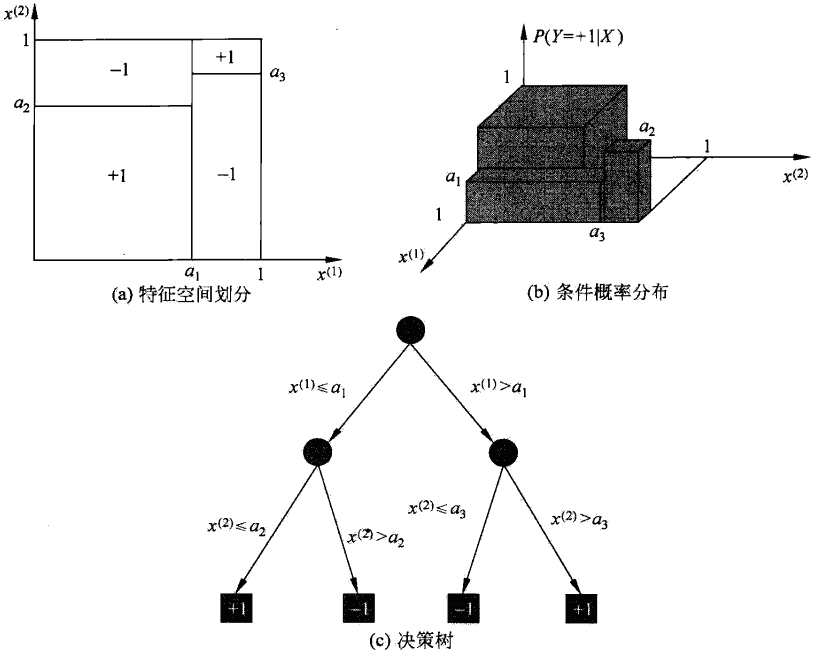 x(2)
1
−1
+1
a3
a2
+1
−1
a1
1
x(1)
(a) 特征空间划分
P(Y=+1|X)
1
a2
1
x(2)
a1
1
a3
x(1)
(b) 条件概率分布
x(1)≤a1
x(1)>a1
x(2)≤a2
x(2)>a2
x(2)≤a3
x(2)>a3
+1
−1
−1
+1
(c) 决策树